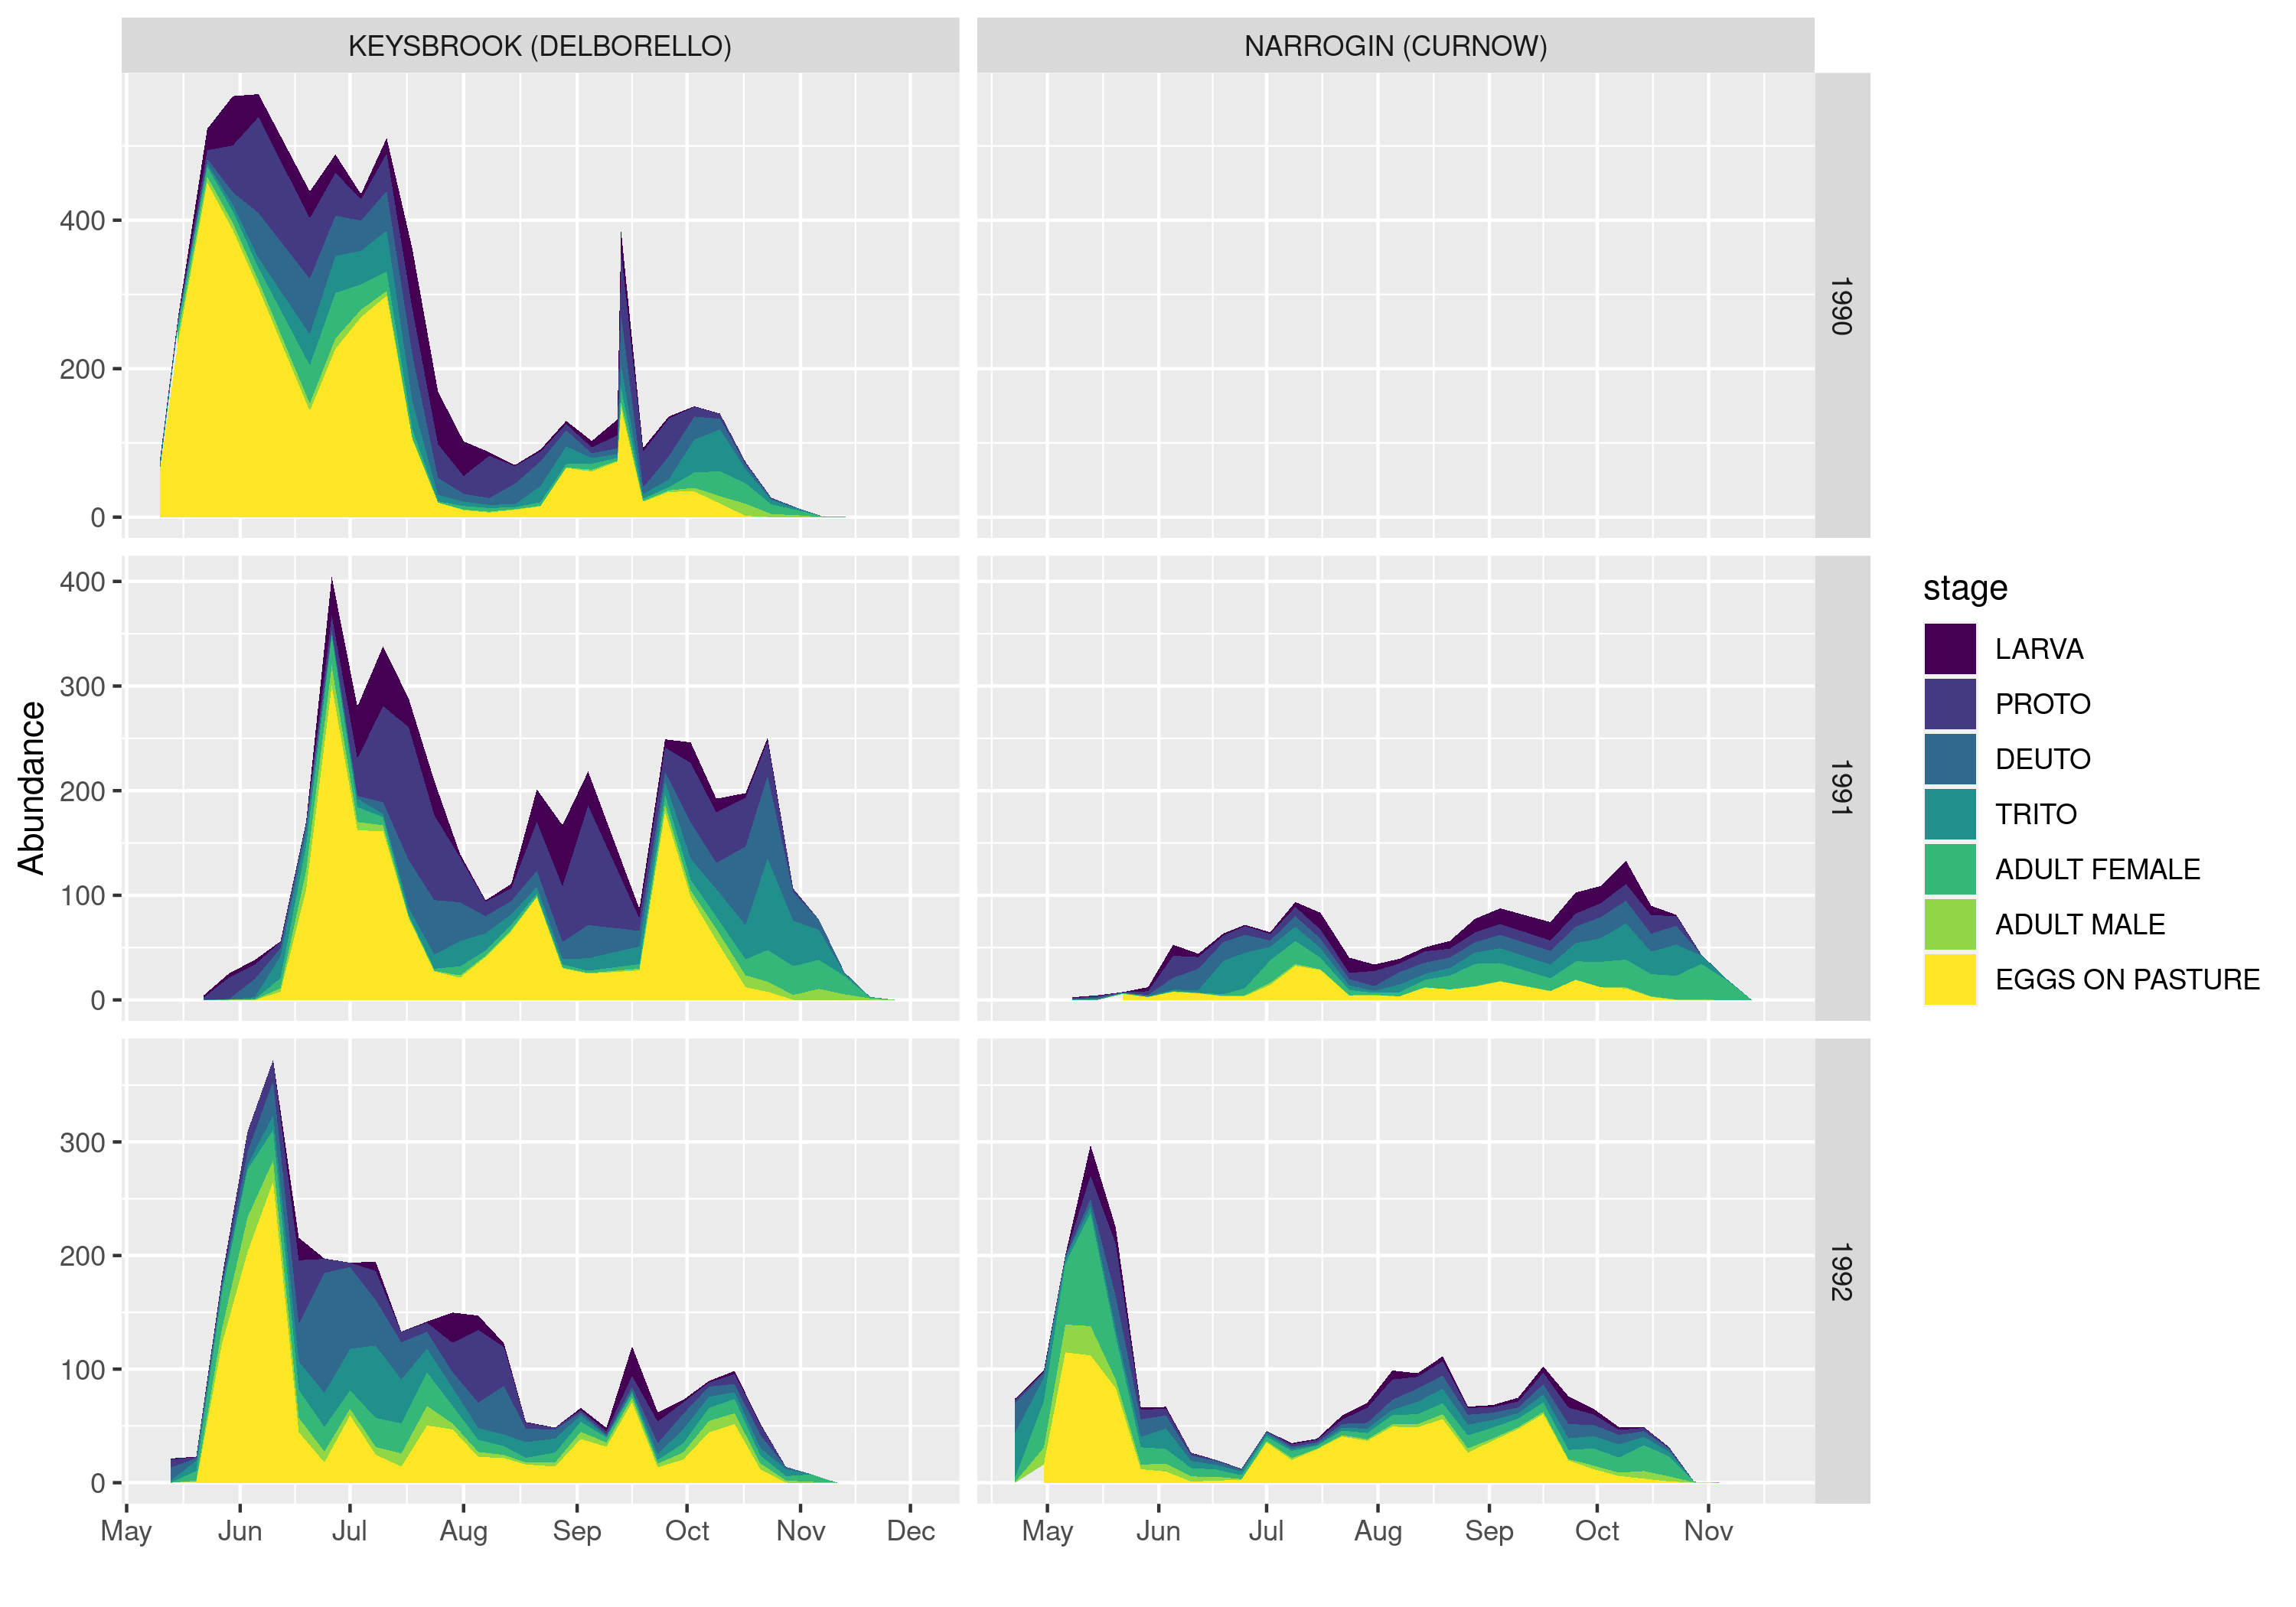 KEYSBROOK (DELBORELLO)
NARROGIN (CURNOW)
400
200
0
1990
400
300
200
100
0
1991
300
200
100
0
1992
Abundance
May Jun Jul Aug Sep Oct Nov Dec
May Jun Jul Aug Sep Oct Nov
stage
LARVA
PROTO
DEUTO
TRITO
ADULT FEMALE
ADULT MALE
EGGS ON PASTURE